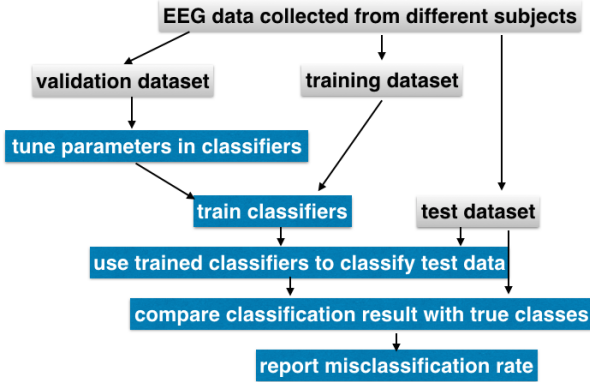 EEG data collected from different subjects
validation dataset
training dataset
tune parameters in classifiers
train classifiers
test dataset
use trained classifiers to classify test data
compare classification result with true classes
report misclassification rate